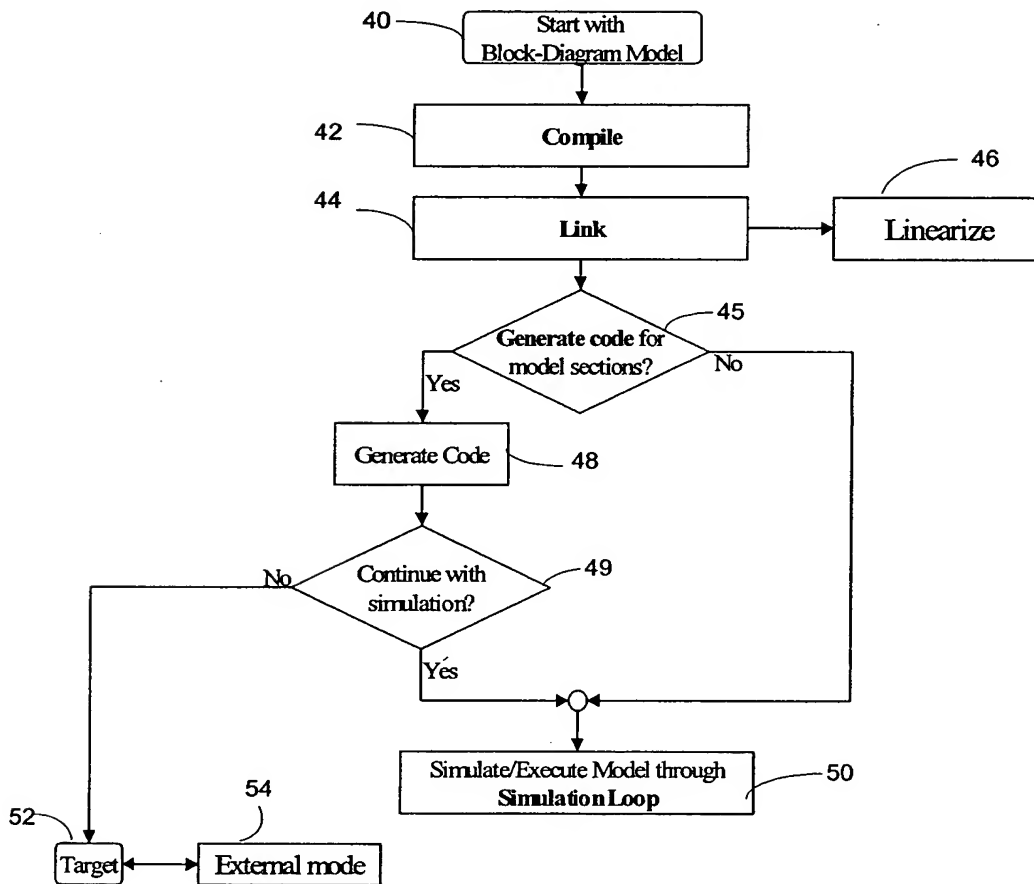 40
Start with
Block-Diagram Model
42
Compile
46
44
Link
Linearize
45
Generate code for
model sections?
Yes
No
Generate Code
48
No
Continue with
simulation?
49
Yes
Simulate/Execute Model through
Simulation Loop
50
52
54
Target
External mode